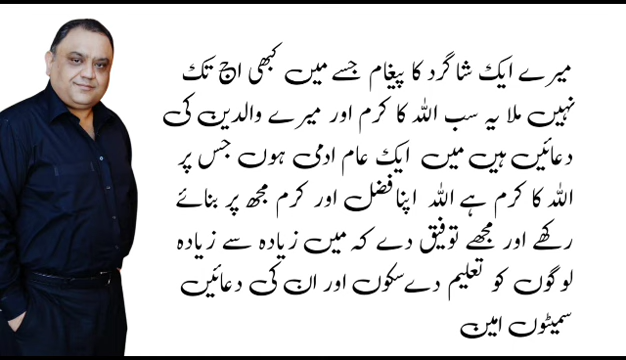 میرے ایک شاگرد کا پیغام جسے میں کبھی اج تک
نہیں ملا یہ سب اللہ کا کرم اور میرے والدین کی
دعائیں ہیں میں ایک عام ادمی ہوں جس پر
اللہ کا کرم ہے اللہ اپنا فضل اور کرم مجھ پر بنائے
رکھے اور مجھے توفیق دے کہ میں زیادہ سے زیادہ
لوگوں کو تعلیم دے سکوں اور ان کی دعائیں
سمیٹوں امین